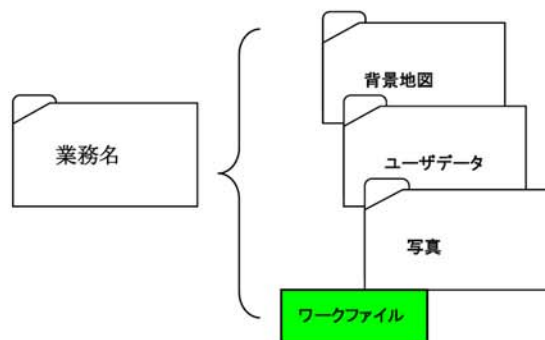 背景地図
業務名
ユーザデータ
写真
ワークファイル